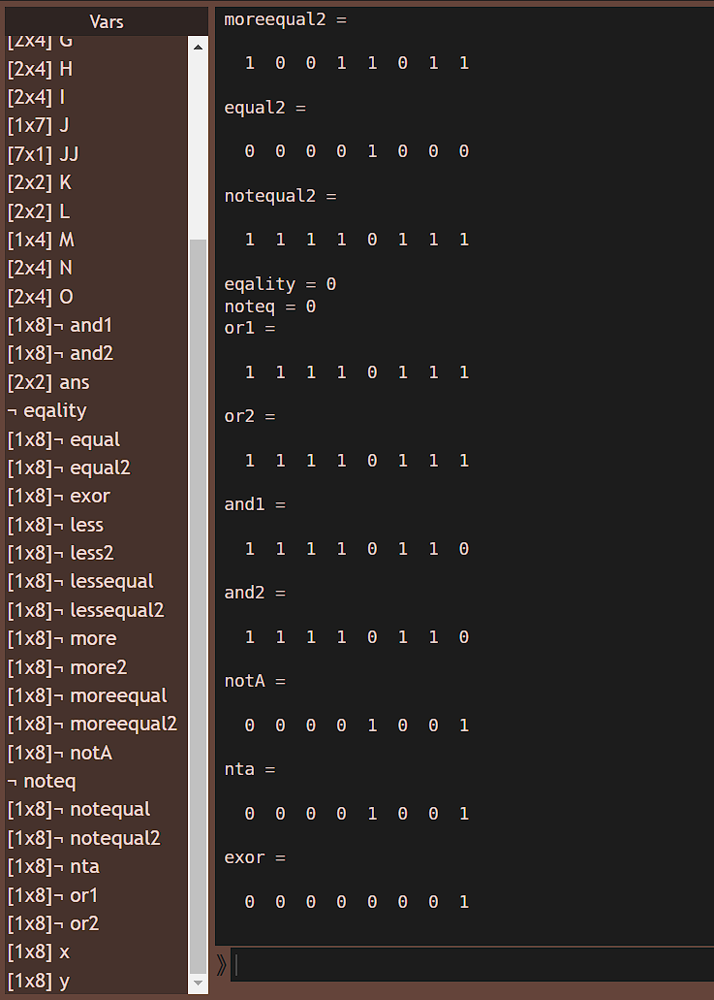 Vars
[2x4] G
[2x4] H
[2x4] I
[1x7] J
[7x1] JJ
[2x2] K
[2x2] L
[1x4] M
[2x4] N
[2x4] O
[1x8]¬ and1
[1x8]¬ and2
[2x2] ans
¬ eqality
[1x8]¬ equal
[1x8]¬ equal2
[1x8]¬ exor
[1x8]¬ less
[1x8]¬ less2
[1x8]¬ lessequal
[1x8]¬ lessequal2
[1x8]¬ more
[1x8]¬ more2
[1x8]¬ moreequal
[1x8]¬ moreequal2
[1x8]¬ notA
¬ noteq
[1x8]¬ notequal
[1x8]¬ notequal2
[1x8]¬ nta
[1x8]¬ or1
[1x8]¬ or2
[1x8] x
[1x8] y
moreequal2 =
1 0 0 1 1 0 1 1
equal2 =
0 0 0 0 1 0 0 0
notequal2 =
1 1 1 1 0 1 1 1
eqality = 0
noteq = 0
or1 =
1 1 1 1 0 1 1 1
or2 =
1 1 1 1 0 1 1 1
and1 =
1 1 1 1 0 1 1 0
and2 =
1 1 1 1 0 1 1 0
notA =
0 0 0 0 1 0 0 1
nta =
0 0 0 0 1 0 0 1
exor =
0 0 0 0 0 0 0 1
⟫